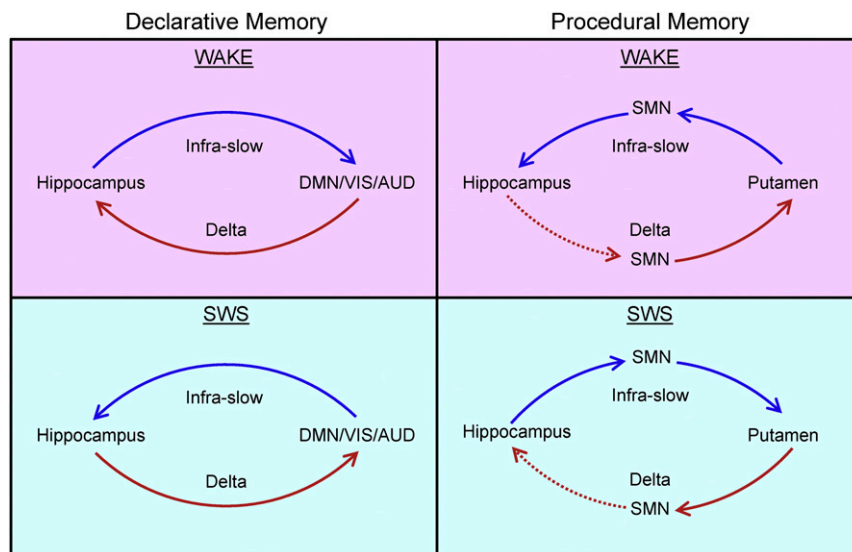 Declarative Memory
Procedural Memory
WAKE
Infra-slow
Hippocampus
DMN/VIS/AUD
Delta
WAKE
SMN
Infra-slow
Hippocampus
Putamen
Delta
SMN
SWS
Infra-slow
Hippocampus
DMN/VIS/AUD
Delta
SWS
SMN
Infra-slow
Hippocampus
Putamen
Delta
SMN